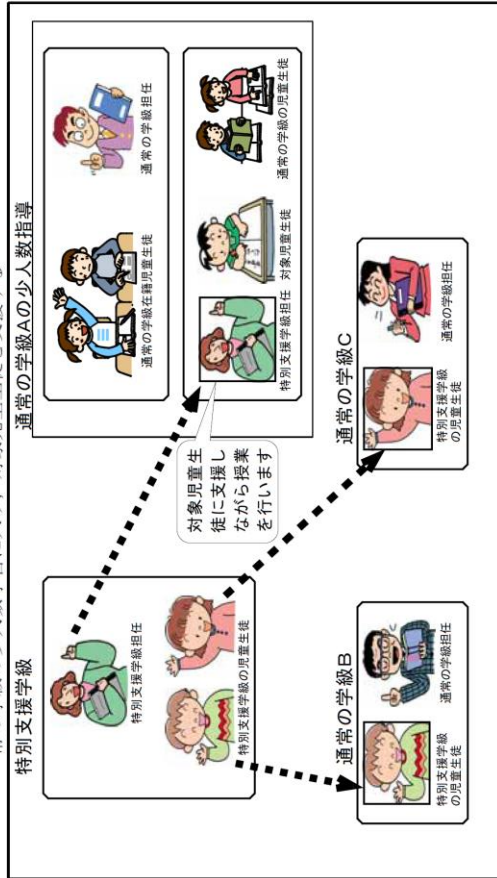 特別支援学級
特別支援学級担任
特別支援学級の児童生徒
通常の学級Aの少人数指導
通常の学級在籍児童生徒
通常の学級担任
対象児童生
徒に支援し
ながら授業
を行います
特別支援学級担任
対象児童生徒
通常の学級の児童生徒
通常の学級B
特別支援学級
の児童生徒
通常の学級担任
通常の学級C
特別支援学級
の児童生徒
通常の学級担任